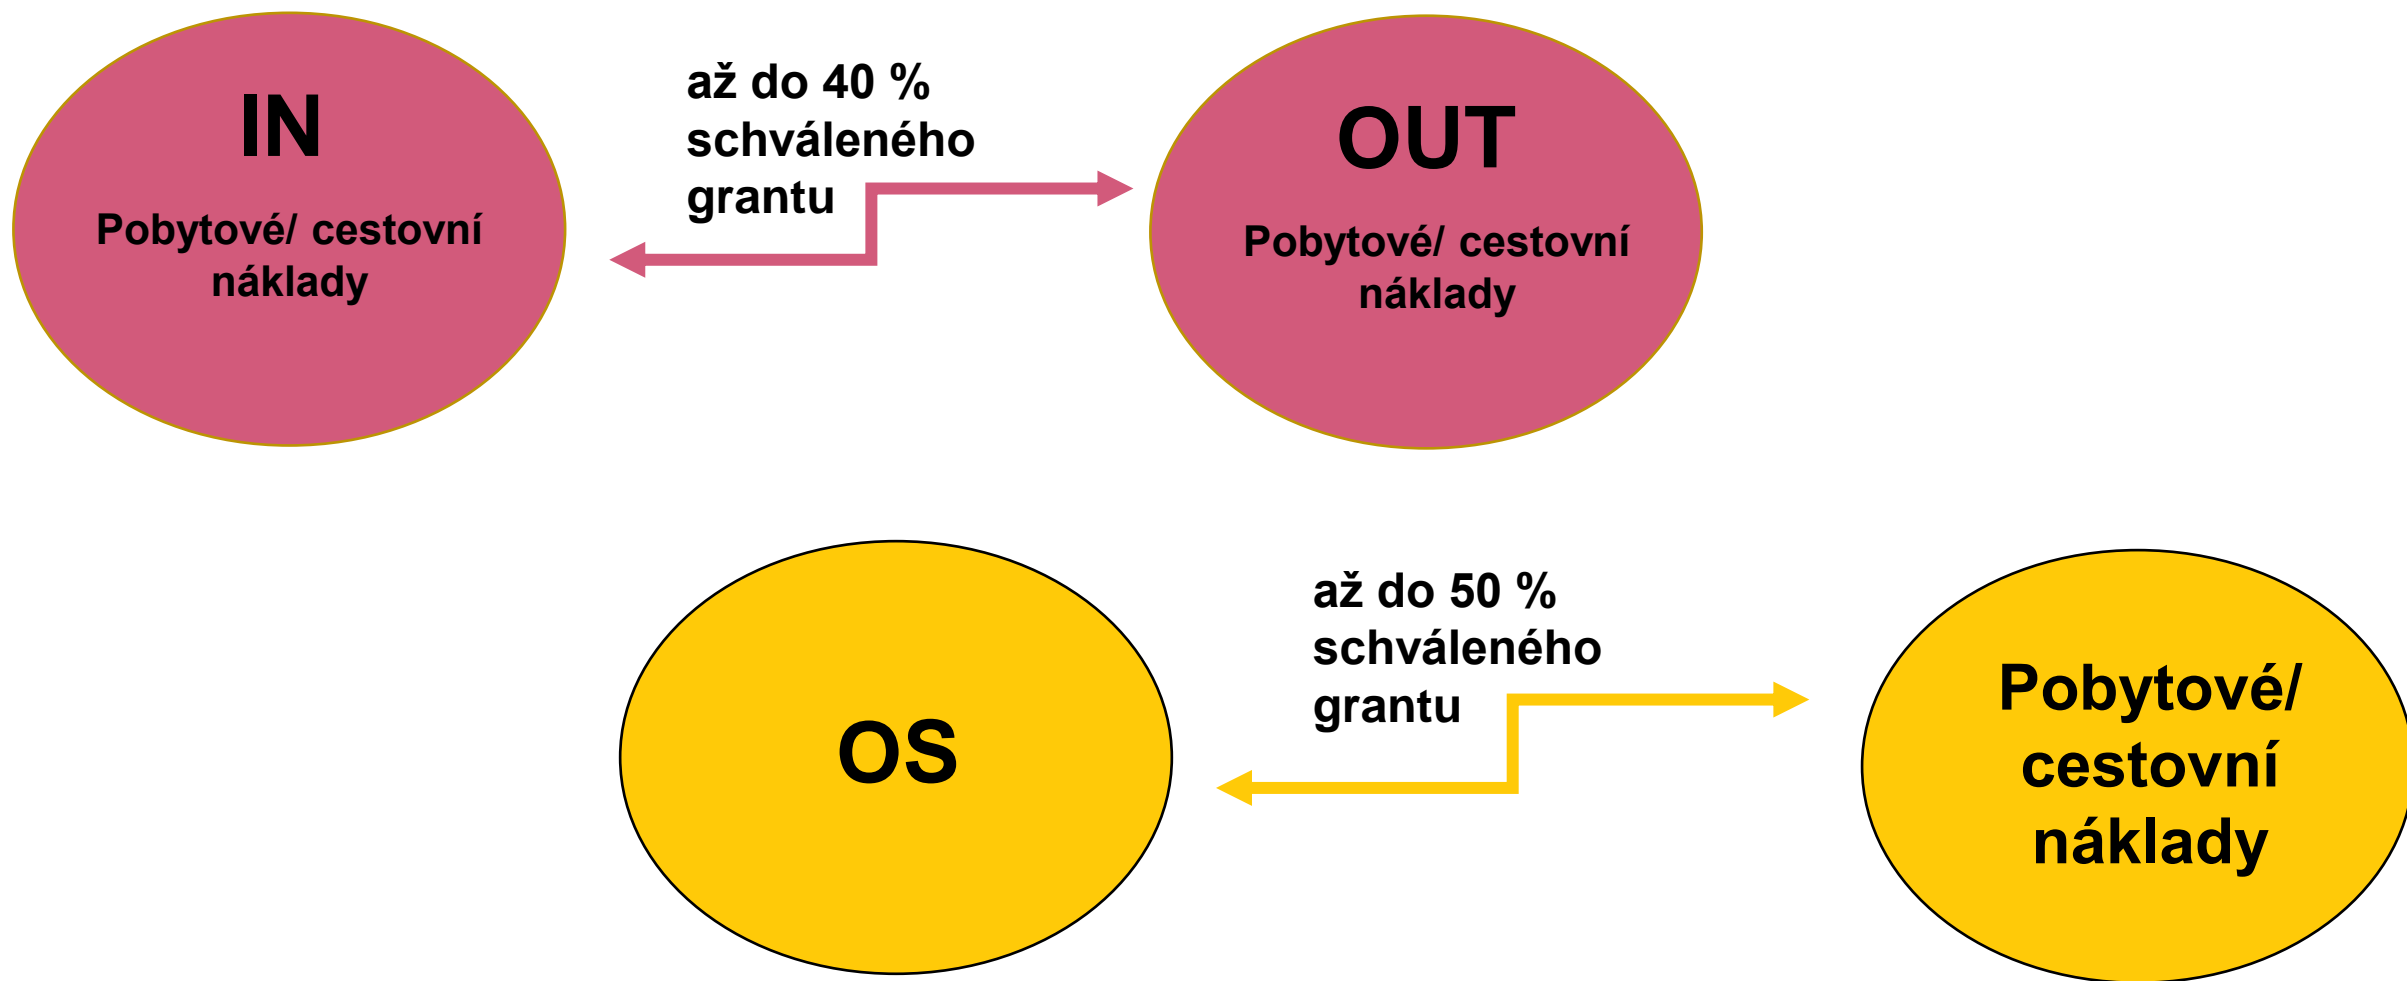 IN
Pobytové/ cestovní
náklady
až do 40 %
schváleného
grantu
OUT
Pobytové/ cestovní
náklady
OS
až do 50 %
schváleného
grantu
Pobytové/
cestovní
náklady